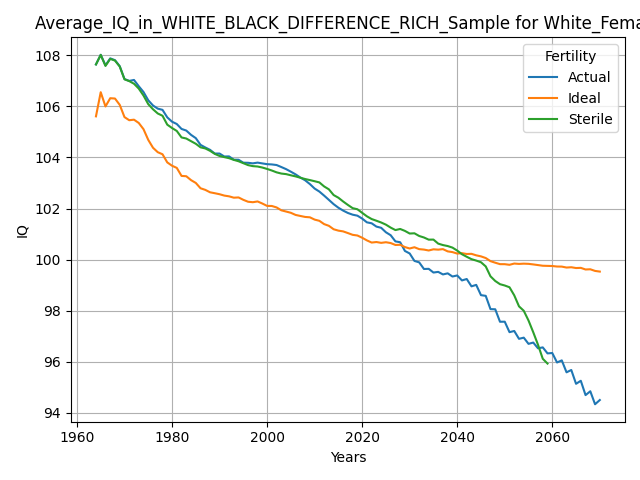 Average_IQ_in_WHITE_BLACK_DIFFERENCE_RICH_Sample for White_Fema
108
106
104
102
100
98
96
94
IQ
Fertility
Actual
Ideal
Sterile
1960
1980
2000
2020
2040
2060
Years